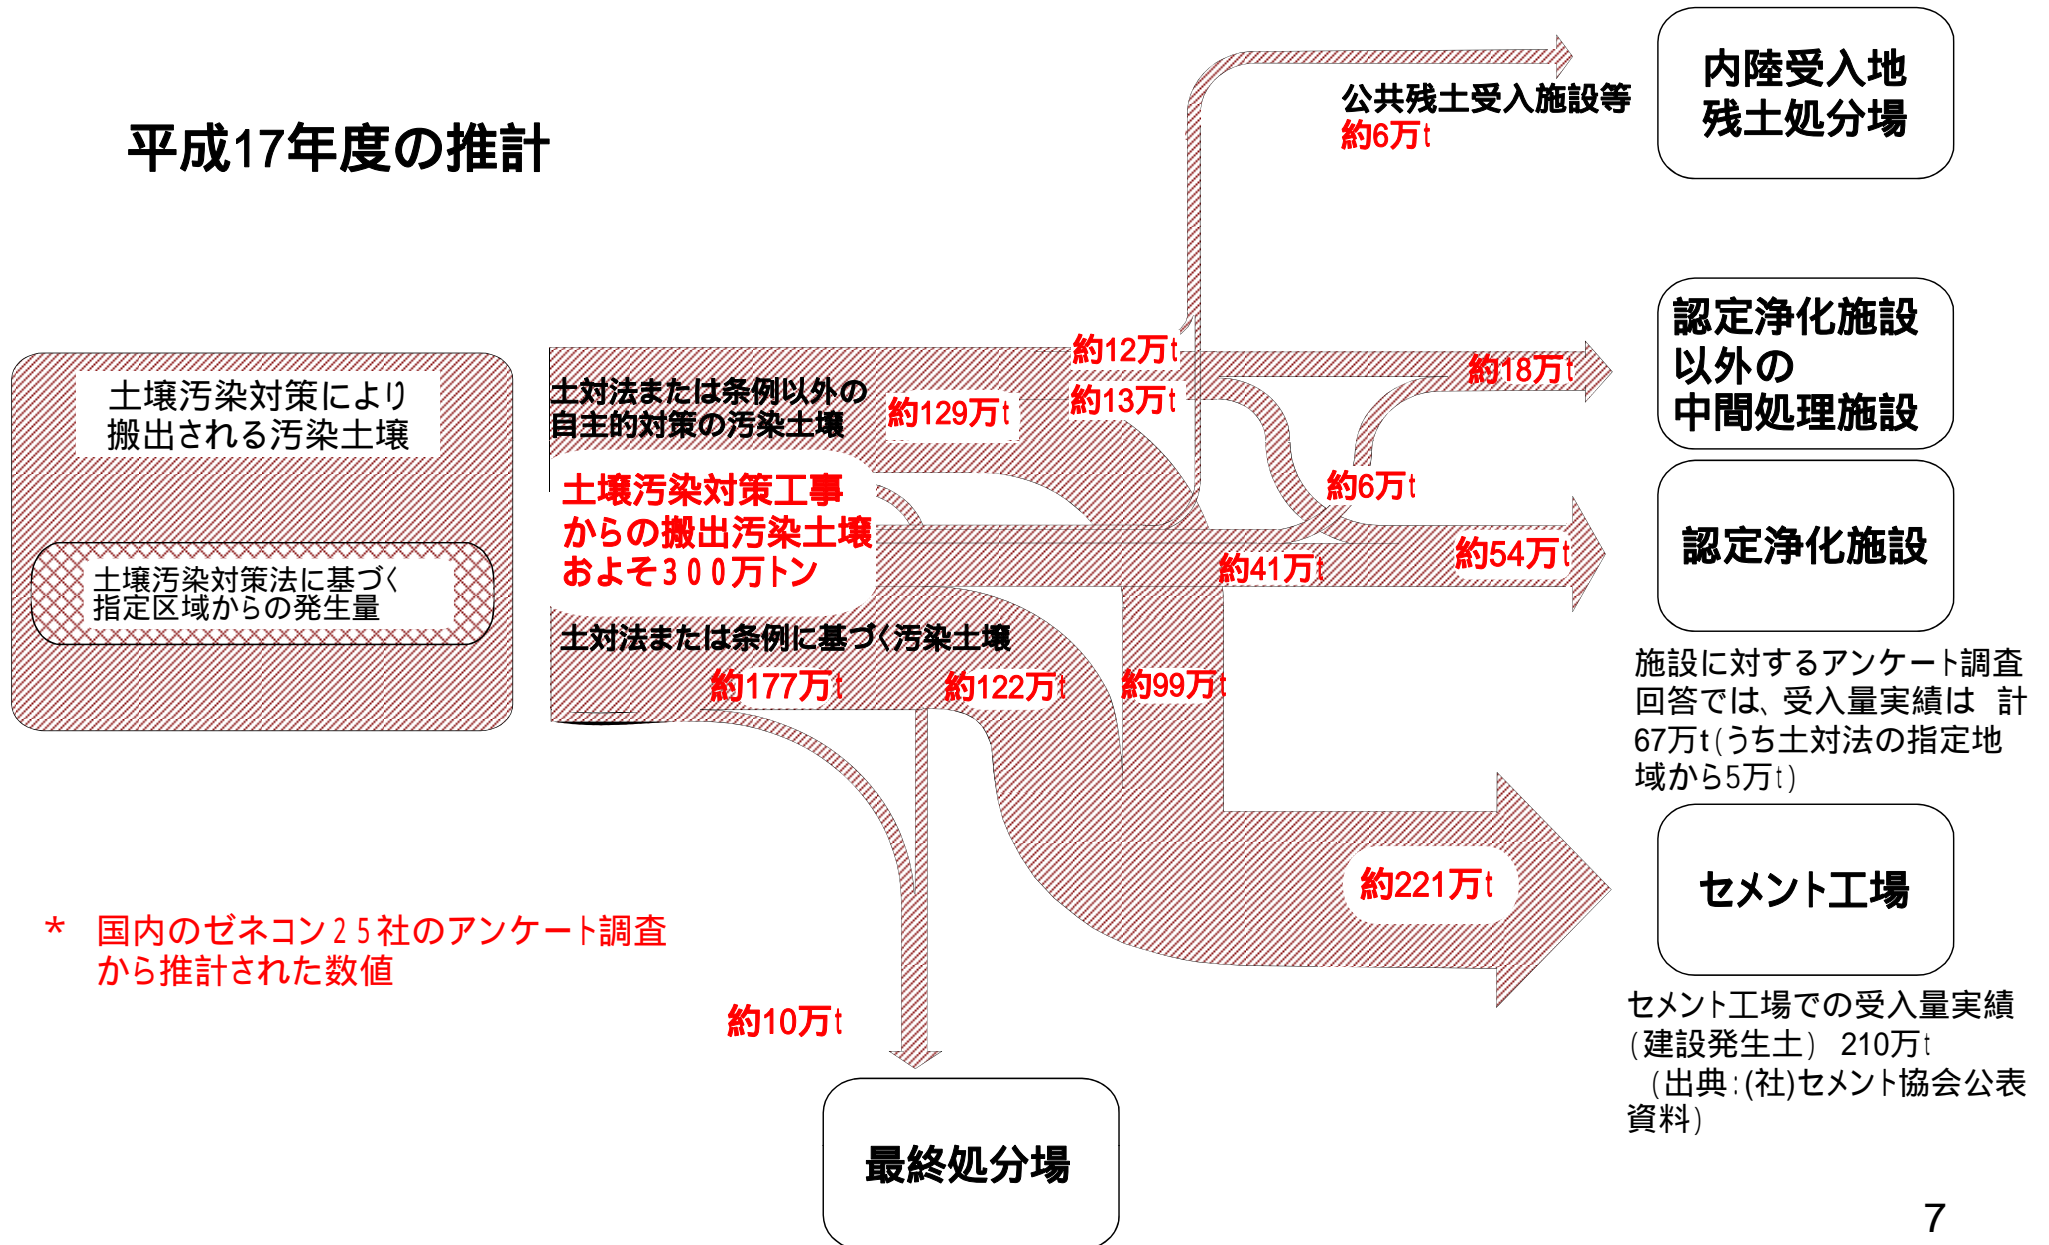 平成17年度の推計
公共残土受入施設等
約6万t
内陸受入地
残土処分場
土壌汚染対策により
搬出される汚染土壌
土壌汚染対策法に基づく
指定区域からの発生量
土対法または条例以外の
自主的対策の汚染土壌
約129万t
約12万t
約13万t
約18万t
認定浄化施設
以外の
中間処理施設
土壌汚染対策工事
からの搬出汚染土壌
およそ300万トン
約6万t
約41万t
約54万t
認定浄化施設
土対法または条例に基づく汚染土壌
約177万t
約122万t
約99万t
施設に対するアンケート調査
回答では、受入量実績は 計
67万t(うち土対法の指定地
域から5万t)
約221万t
セメント工場
* 国内のゼネコン25社のアンケート調査
から推計された数値
約10万t
最終処分場
セメント工場での受入量実績
(建設発生土) 210万t
(出典:(社)セメント協会公表
資料)
7